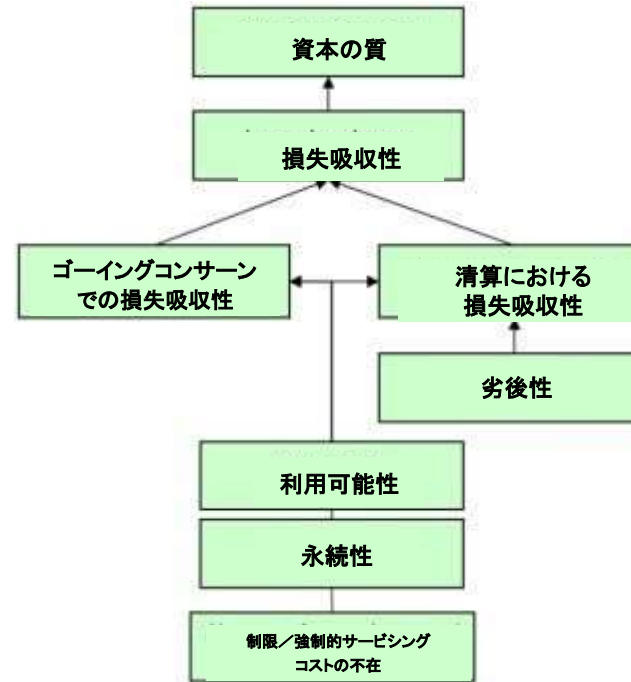 資本の質
損失吸収性
ゴーイングコンサーン
での損失吸収性
清算における
損失吸収性
劣後性
利用可能性
永続性
制限／強制的サービシング
コストの不在